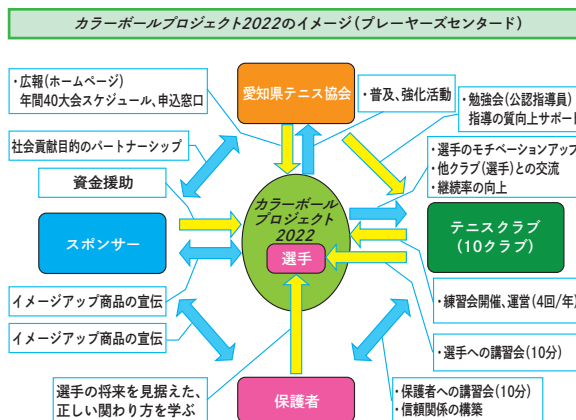 カラーボールプロジェクト2022のイメージ(プレーヤーズセンタード)
・広報(ホームページ)
年間40大会スケジュール、申込窓口
愛知県テニス協会
・普及、強化活動
・勉強会(公認指導員)
指導の質向上サポート
社会貢献目的のパートナーシップ
・選手のモチベーションアップ
・他クラブ(選手)との交流
・継続率の向上
資金援助
カラーボール
プロジェクト
2022
選手
スポンサー
テニスクラブ
(10クラブ)
イメージアップ商品の宣伝
・練習会開催、運営(4回/年)
イメージアップ商品の宣伝
・選手への講習会(10分)
選手の将来を見据えた、
正しい関わり方を学ぶ
保護者
・保護者への講習会(10分)
・信頼関係の構築